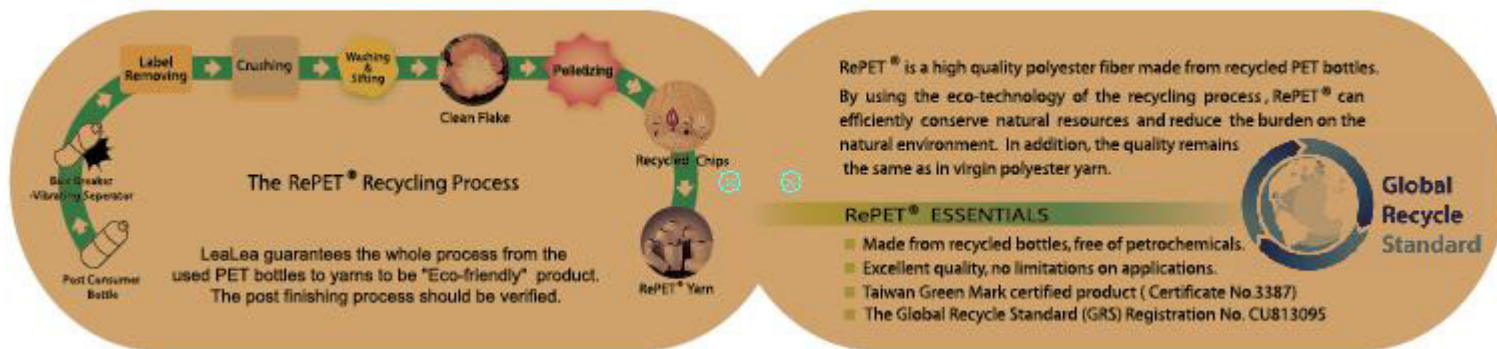 Post Consumer
Bottle
Bale Breaker
-Vibrating Seperator
Label
Removing
Crushing
Washing
&
Sifting
Clean Flake
Pelletizing
Recycled Chips
RePET® Yarn
The RePET® Recycling Process
LeaLea guarantees the whole process from the
used PET bottles to yarns to be "Eco-friendly" product.
The post finishing process should be verified.
RePET® is a high quality polyester fiber made from recycled PET bottles.
By using the eco-technology of the recycling process, RePET® can
efficiently conserve natural resources and reduce the burden on the
natural environment. In addition, the quality remains
the same as in virgin polyester yarn.
RePET® ESSENTIALS
Made from recycled bottles, free of petrochemicals.
Excellent quality, no limitations on applications.
Taiwan Green Mark certified product ( Certificate No.3387)
The Global Recycle Standard (GRS) Registration No. CU813095
Global
Recycle
Standard